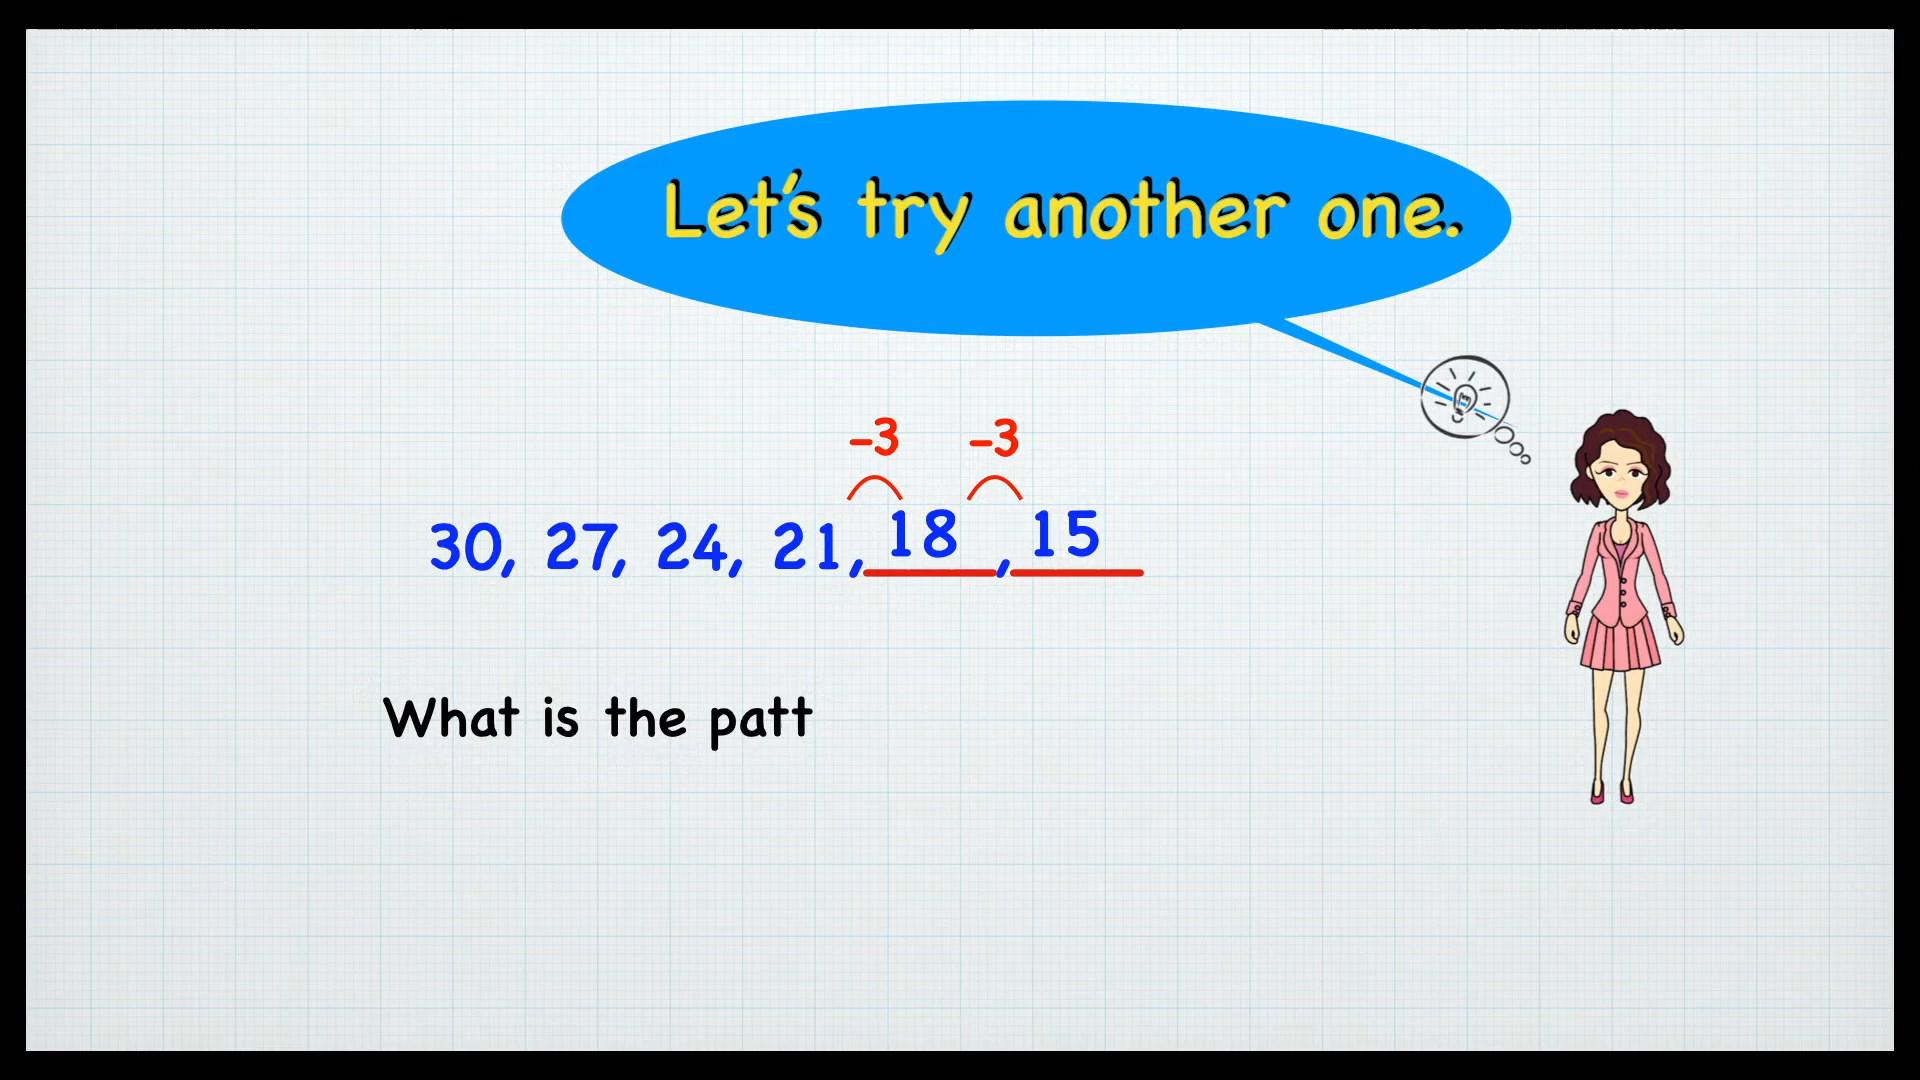 Let's try another one.
-3 -3
30, 27, 24, 21, 18 , 15
What is the patt